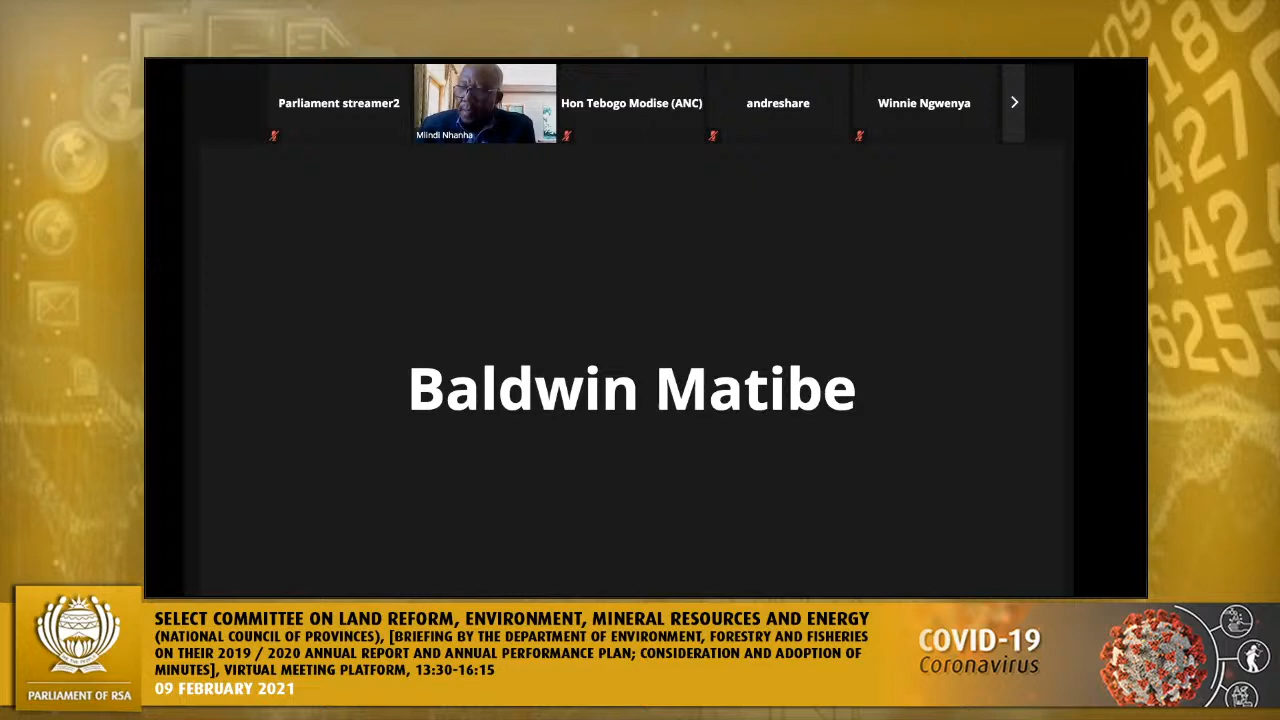 Parliament streamer2
Mlindi Nhanha
Hon Tebogo Modise (ANC)
andreshare
Winnie Ngwenya
Baldwin Matibe
SELECT COMMITTEE ON LAND REFORM, ENVIRONMENT, MINERAL RESOURCES AND ENERGY
(NATIONAL COUNCIL OF PROVINCES), [BRIEFING BY THE DEPARTMENT OF ENVIRONMENT, FORESTRY AND FISHERIES
ON THEIR 2019 / 2020 ANNUAL REPORT AND ANNUAL PERFORMANCE PLAN; CONSIDERATION AND ADOPTION OF
MINUTES], VIRTUAL MEETING PLATFORM, 13:30-16:15
09 FEBRUARY 2021
PARLIAMENT OF RSA
COVID-19
Coronavirus
6255